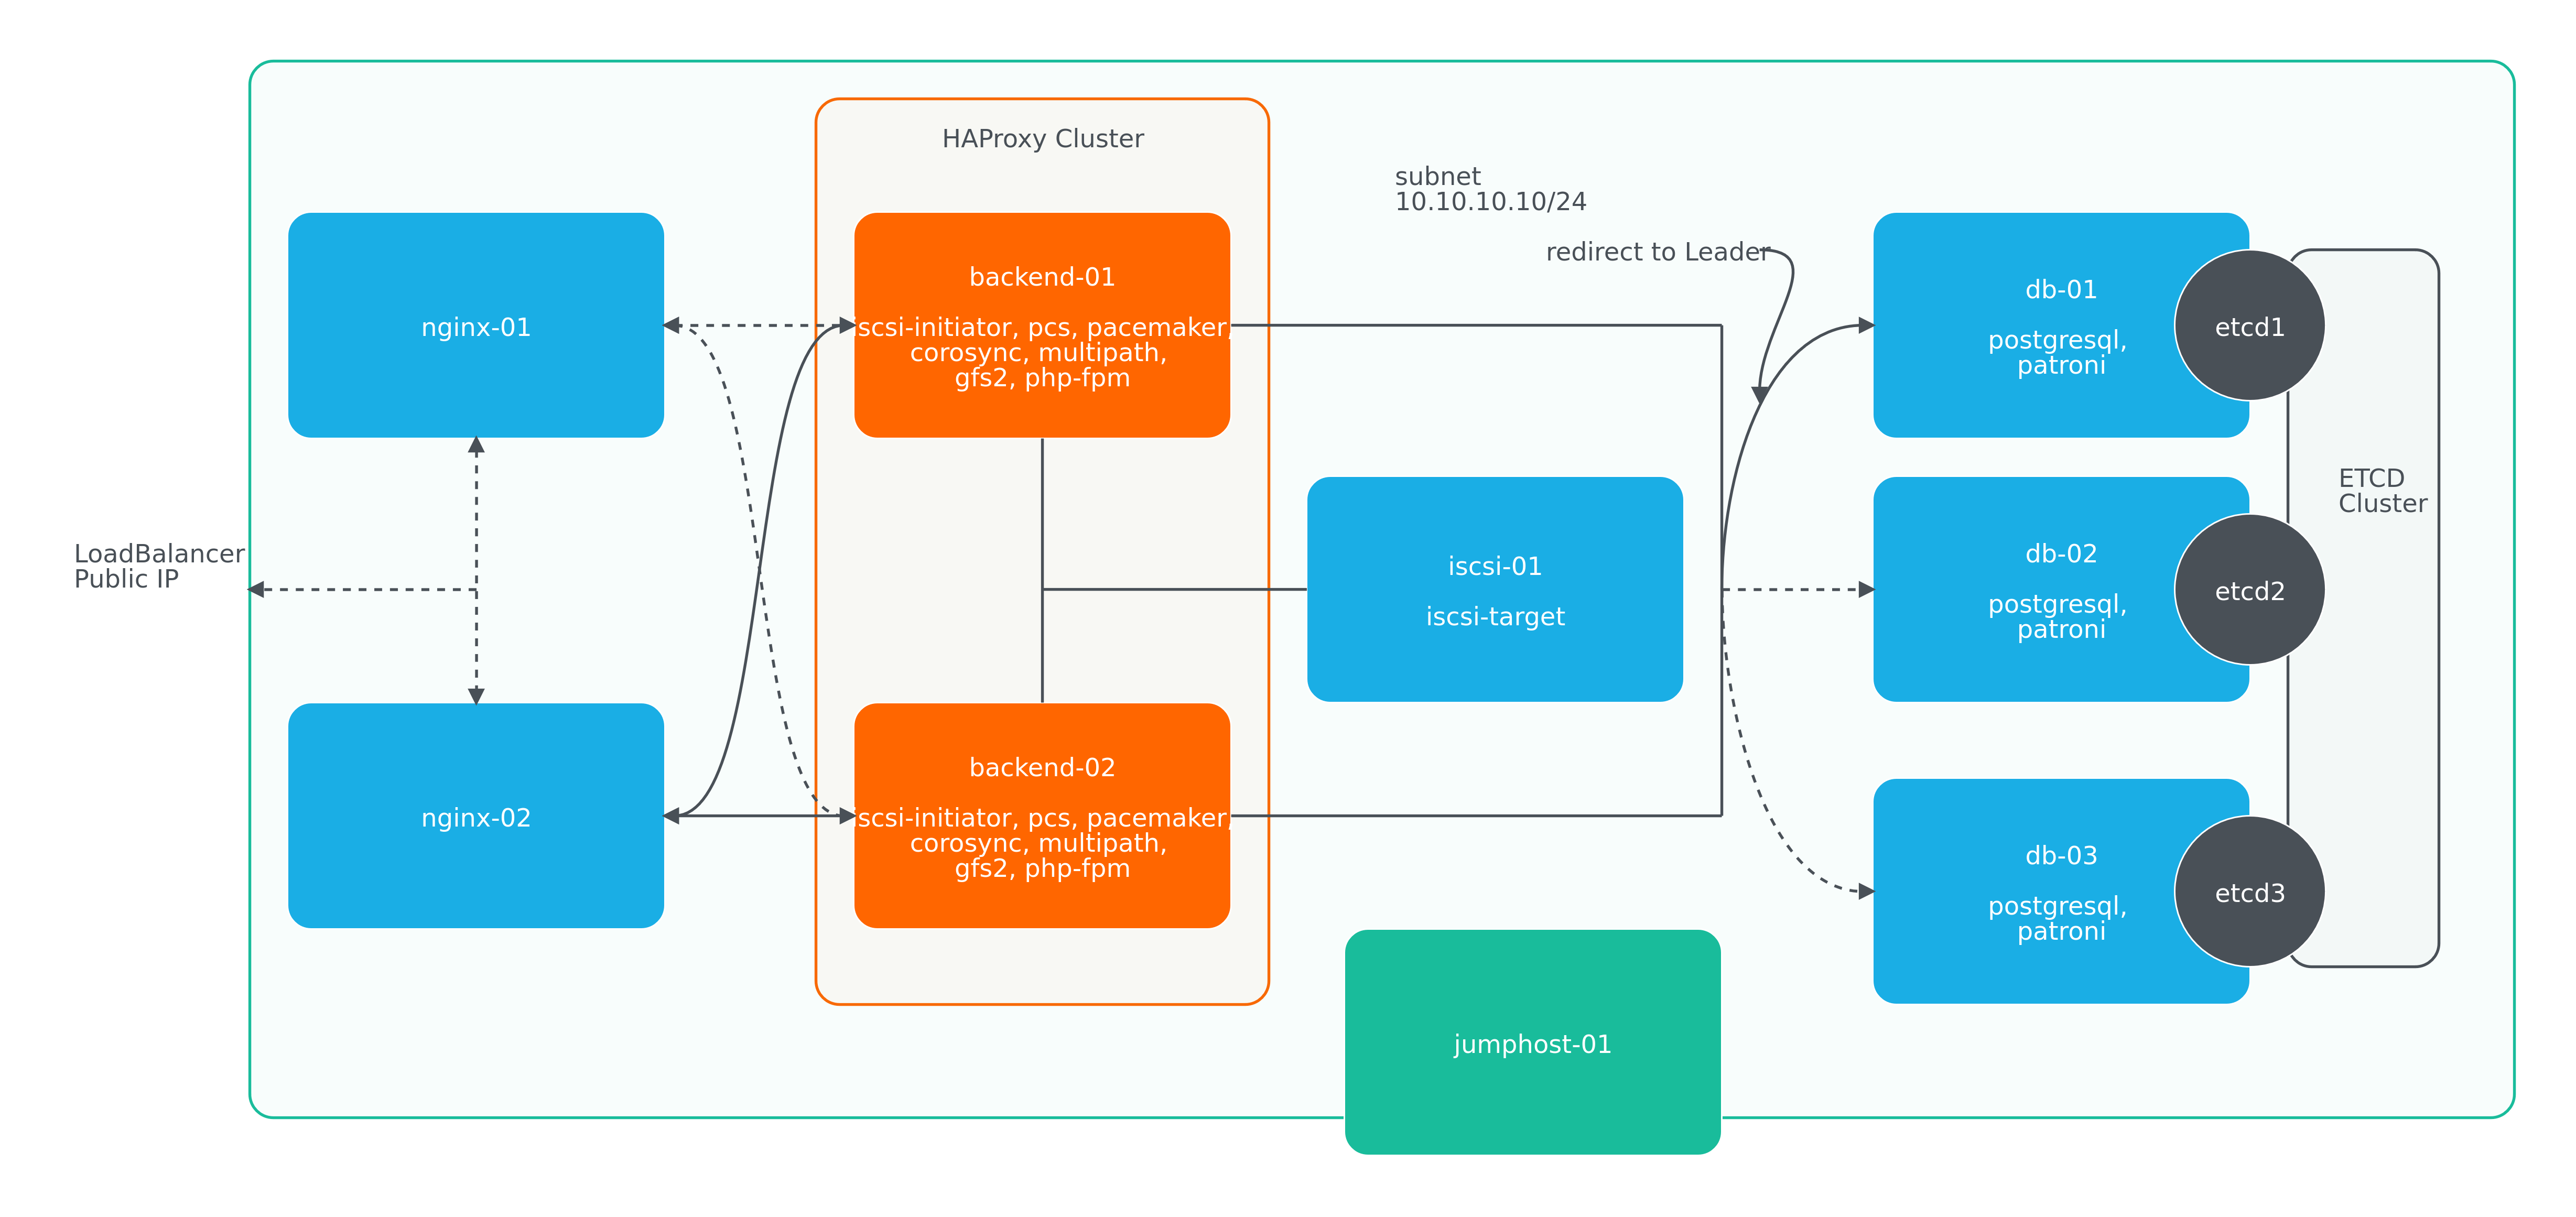 HAProxy Cluster
subnet
10.10.10.10/24
redirect to Leader
nginx-01
backend-01
iscsi-initiator, pcs, pacemaker,
corosync, multipath,
gfs2, php-fpm
db-01
postgresql,
patroni
etcd1
ETCD
Cluster
LoadBalancer
Public IP
iscsi-01
iscsi-target
db-02
postgresql,
patroni
etcd2
nginx-02
backend-02
iscsi-initiator, pcs, pacemaker,
corosync, multipath,
gfs2, php-fpm
db-03
postgresql,
patroni
etcd3
jumphost-01